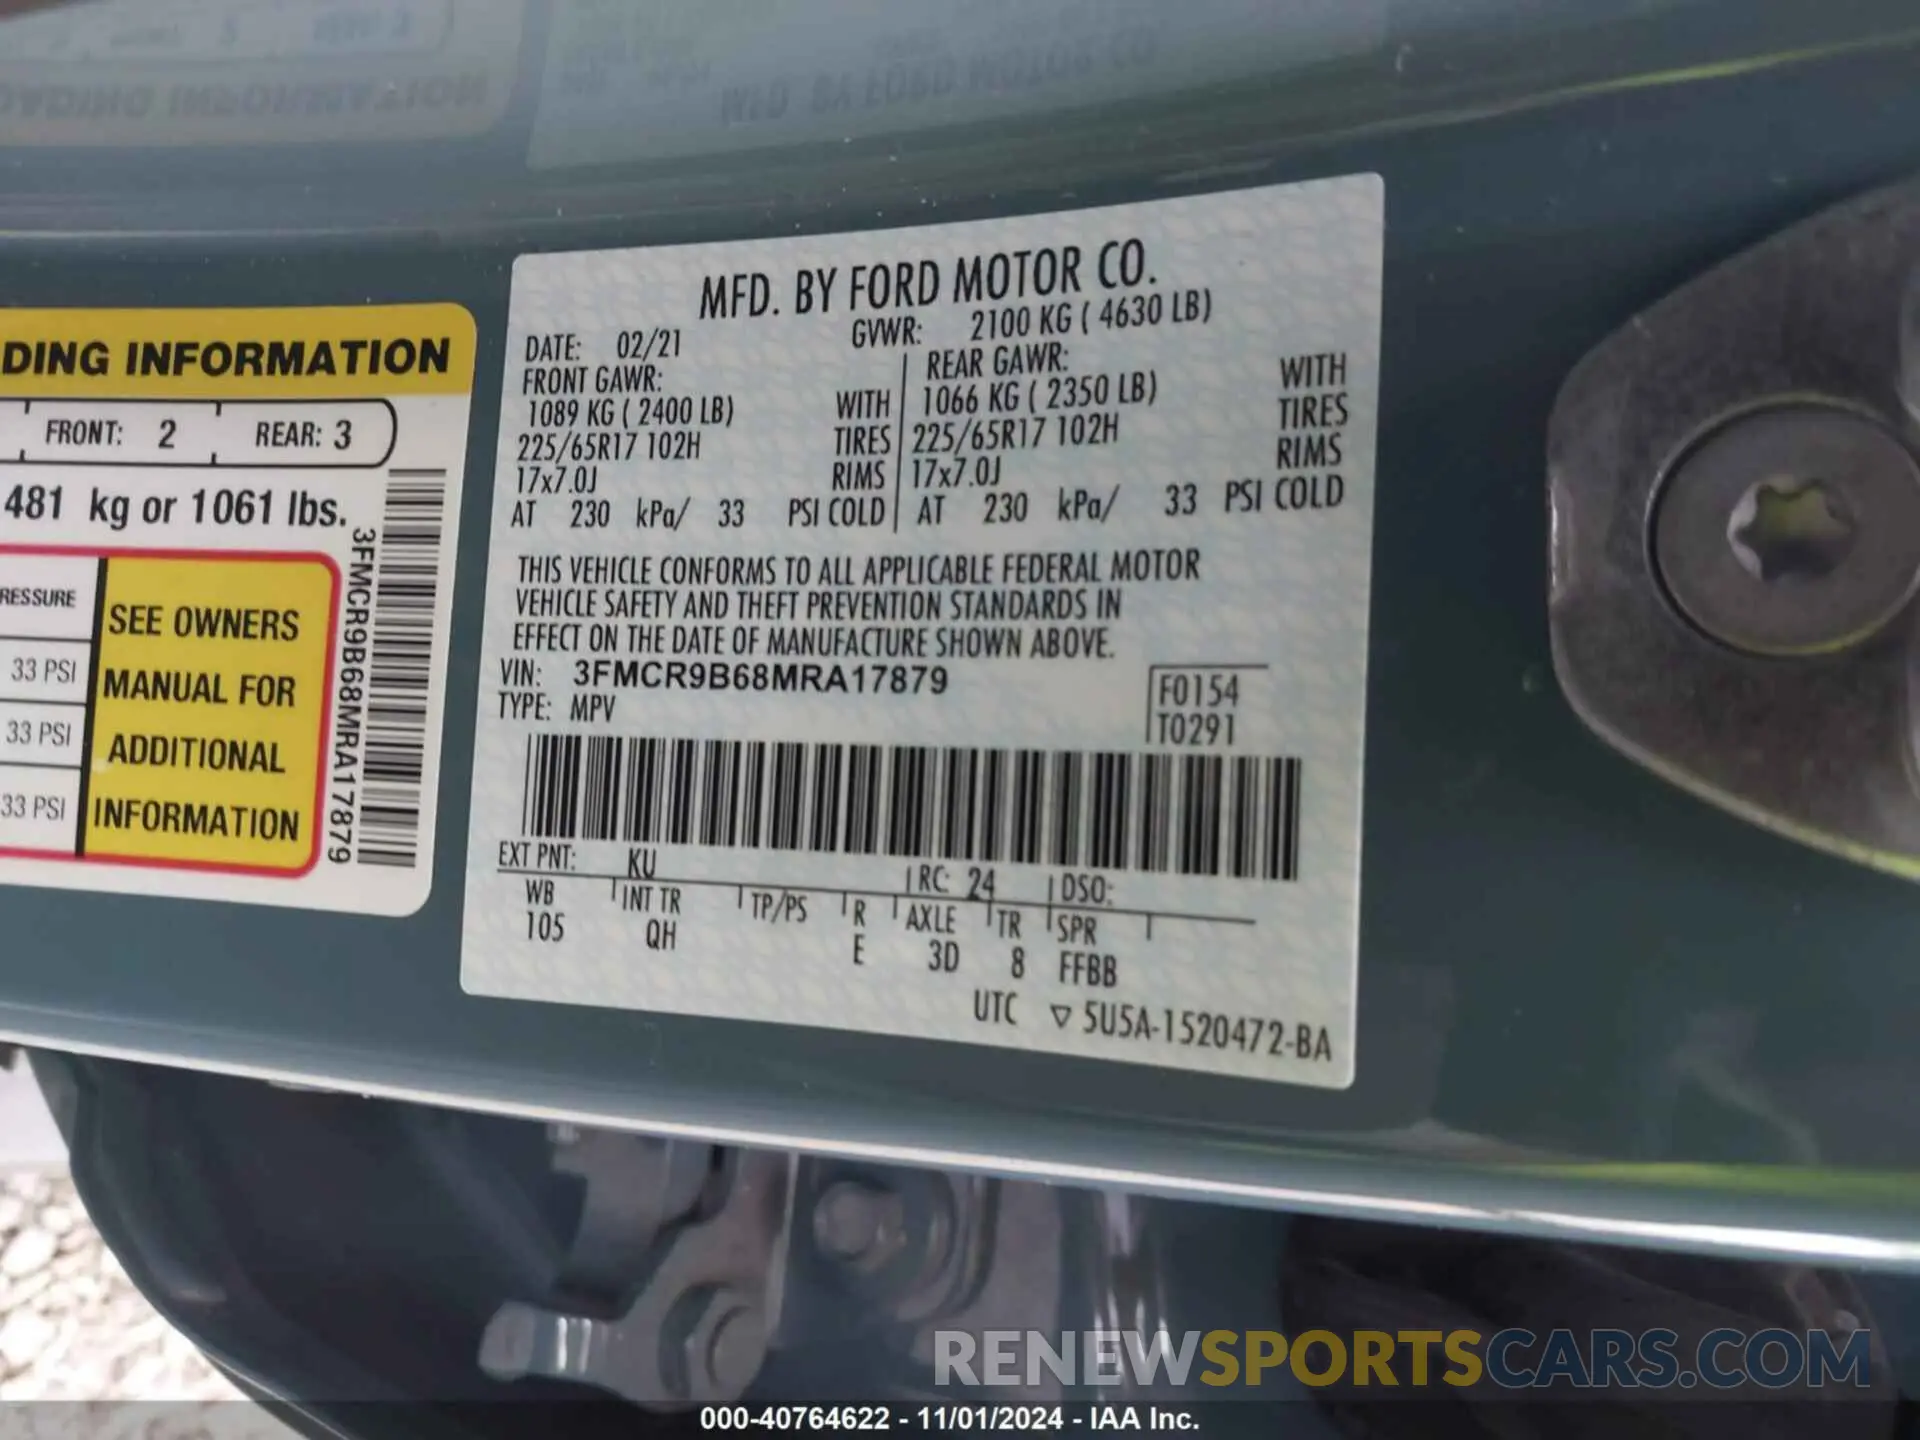 DING INFORMATION
FRONT: 2 REAR: 3
481 kg or 1061 lbs.
RESSURE
33 PSI
33 PSI
33 PSI
SEE OWNERS
MANUAL FOR
ADDITIONAL
INFORMATION
3FMCR9B68MRA17879
MFD. BY FORD MOTOR CO.
DATE: 02/21 GVWR: 2100 KG ( 4630 LB)
FRONT GAWR: REAR GAWR:
1089 KG ( 2400 LB) WITH 1066 KG ( 2350 LB) WITH
225/65R17 102H TIRES 225/65R17 102H TIRES
17x7.0J RIMS 17x7.0J RIMS
AT 230 kPa/ 33 PSI COLD AT 230 kPa/ 33 PSI COLD
THIS VEHICLE CONFORMS TO ALL APPLICABLE FEDERAL MOTOR
VEHICLE SAFETY AND THEFT PREVENTION STANDARDS IN
EFFECT ON THE DATE OF MANUFACTURE SHOWN ABOVE.
VIN: 3FMCR9B68MRA17879
TYPE: MPV
F0154
T0291
EXT PNT: KU RC: 24 DSO:
WB INT TR TP/PS R AXLE TR SPR
105 QH E 3D 8 FFBB
UTC ▽ 5U5A-1520472-BA
RENEWSPORTSCARS.COM
000-40764622 - 11/01/2024 - IAA Inc.